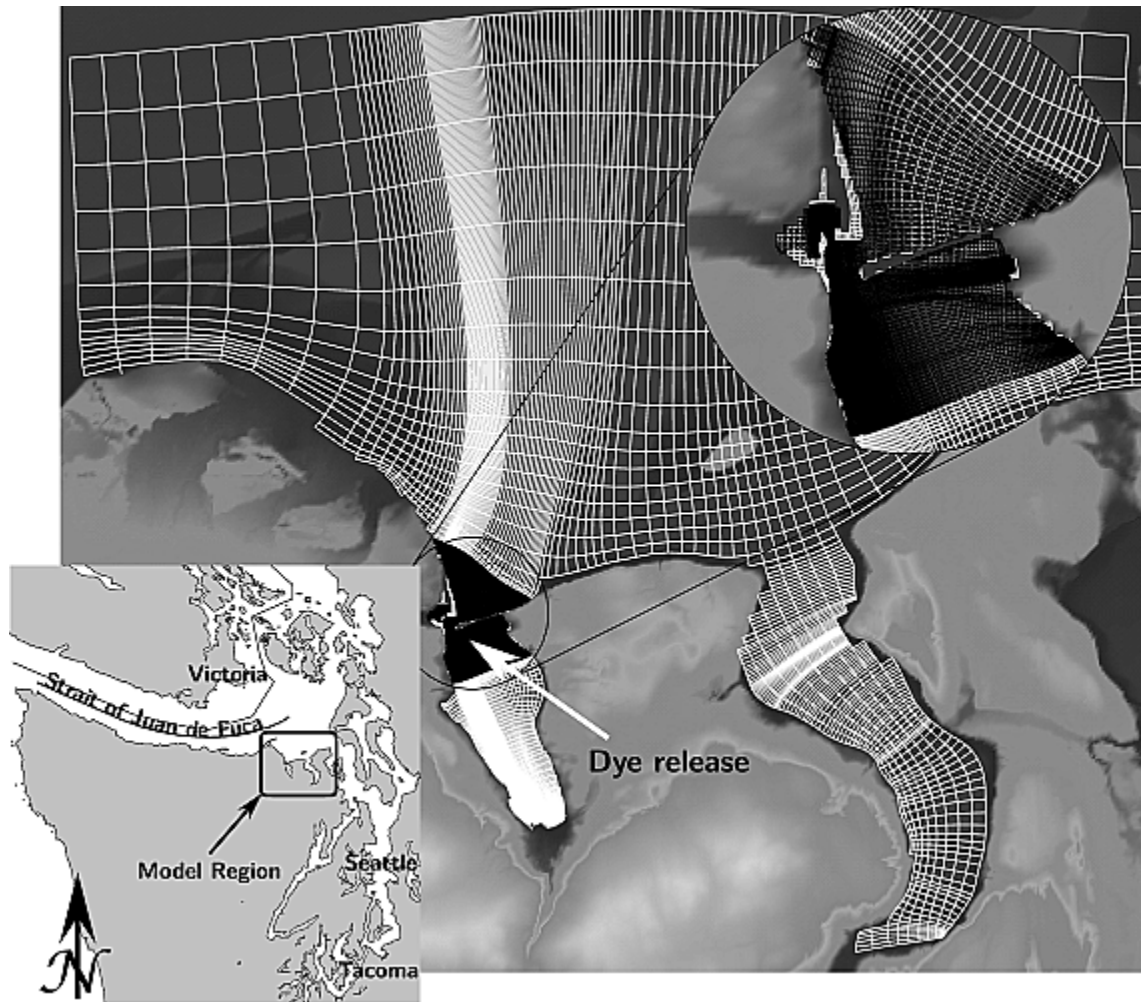 Victoria
Strait of Juan de Fuca
Dye release
Model Region
Seattle
N
Tacoma